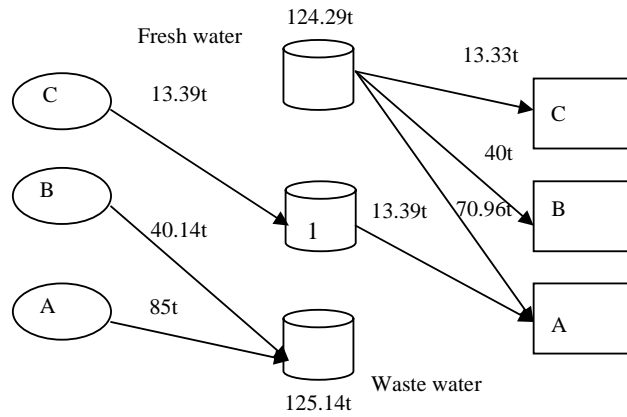 124.29t
Fresh water
13.33t
C
13.39t
C
40t
B
1
13.39t
70.96t
B
40.14t
A
85t
A
Waste water
125.14t